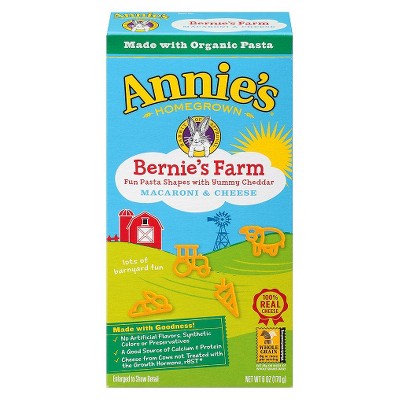 Made with Organic Pasta
Annie's
HOMEGROWN
Bernie's Farm
Fun Pasta Shapes with Yummy Cheddar
MACARONI & CHEESE
lots of
barnyard fun
100%
REAL
CHEESE
Made with Goodness!
No Artificial Flavors, Synthetic
Colors or Preservatives
A Good Source of Calcium & Protein
Cheese from Cows not Treated with
the Growth Hormone rBST*
WHOLE
GRAIN
Enlarged to Show Detail
NET WT 6 OZ (170g)